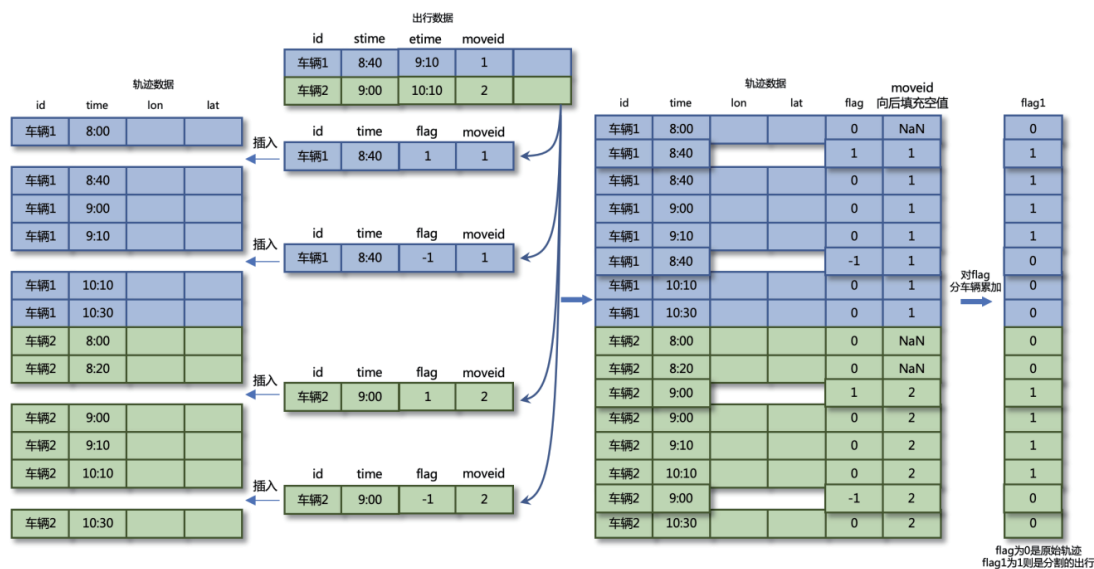 出行数据
id stime etime moveid
车辆1 8:40 9:10 1
车辆2 9:00 10:10 2
轨迹数据
id time lon lat
车辆1 8:00
车辆1 8:40
车辆1 9:00
车辆1 9:10
车辆1 10:10
车辆1 10:30
车辆2 8:00
车辆2 8:20
车辆2 9:00
车辆2 9:10
车辆2 10:10
车辆2 10:30
id time flag moveid
插入
车辆1 8:40 1 1
id time flag moveid
插入
车辆1 8:40 -1 1
id time flag moveid
插入
车辆2 9:00 1 2
id time flag moveid
插入
车辆2 9:00 -1 2
轨迹数据
moveid
id time lon lat flag 向后填充空值
车辆1 8:00 0 NaN
车辆1 8:40 1 1
车辆1 8:40 0 1
车辆1 9:00 0 1
车辆1 9:10 0 1
车辆1 8:40 -1 1
车辆1 10:10 0 1
车辆1 10:30 0 1
车辆2 8:00 0 NaN
车辆2 8:20 0 NaN
车辆2 9:00 1 2
车辆2 9:00 0 2
车辆2 9:10 0 2
车辆2 10:10 0 2
车辆2 9:00 -1 2
车辆2 10:30 0 2
对flag
分车辆累加
flag1
0
1
1
1
1
0
0
0
0
0
1
1
1
1
0
0
flag为0是原始轨迹
flag1为1则是分割的出行